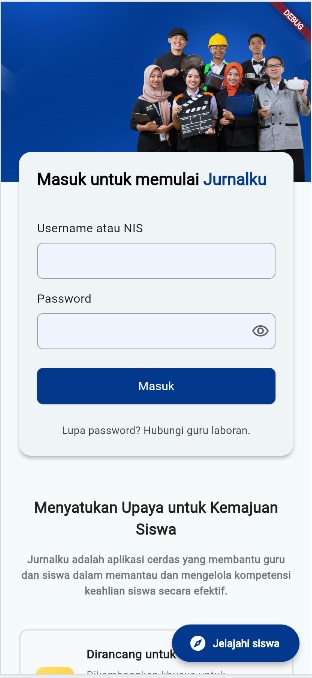 DEBUG
Masuk untuk memulai Jurnalku
Username atau NIS
Password
Masuk
Lupa password? Hubungi guru laboran.
Menyatukan Upaya untuk Kemajuan
Siswa
Jurnalku adalah aplikasi cerdas yang membantu guru
dan siswa dalam memantau dan mengelola kompetensi
keahlian siswa secara efektif.
Dirancang untuk
Jelajahi siswa